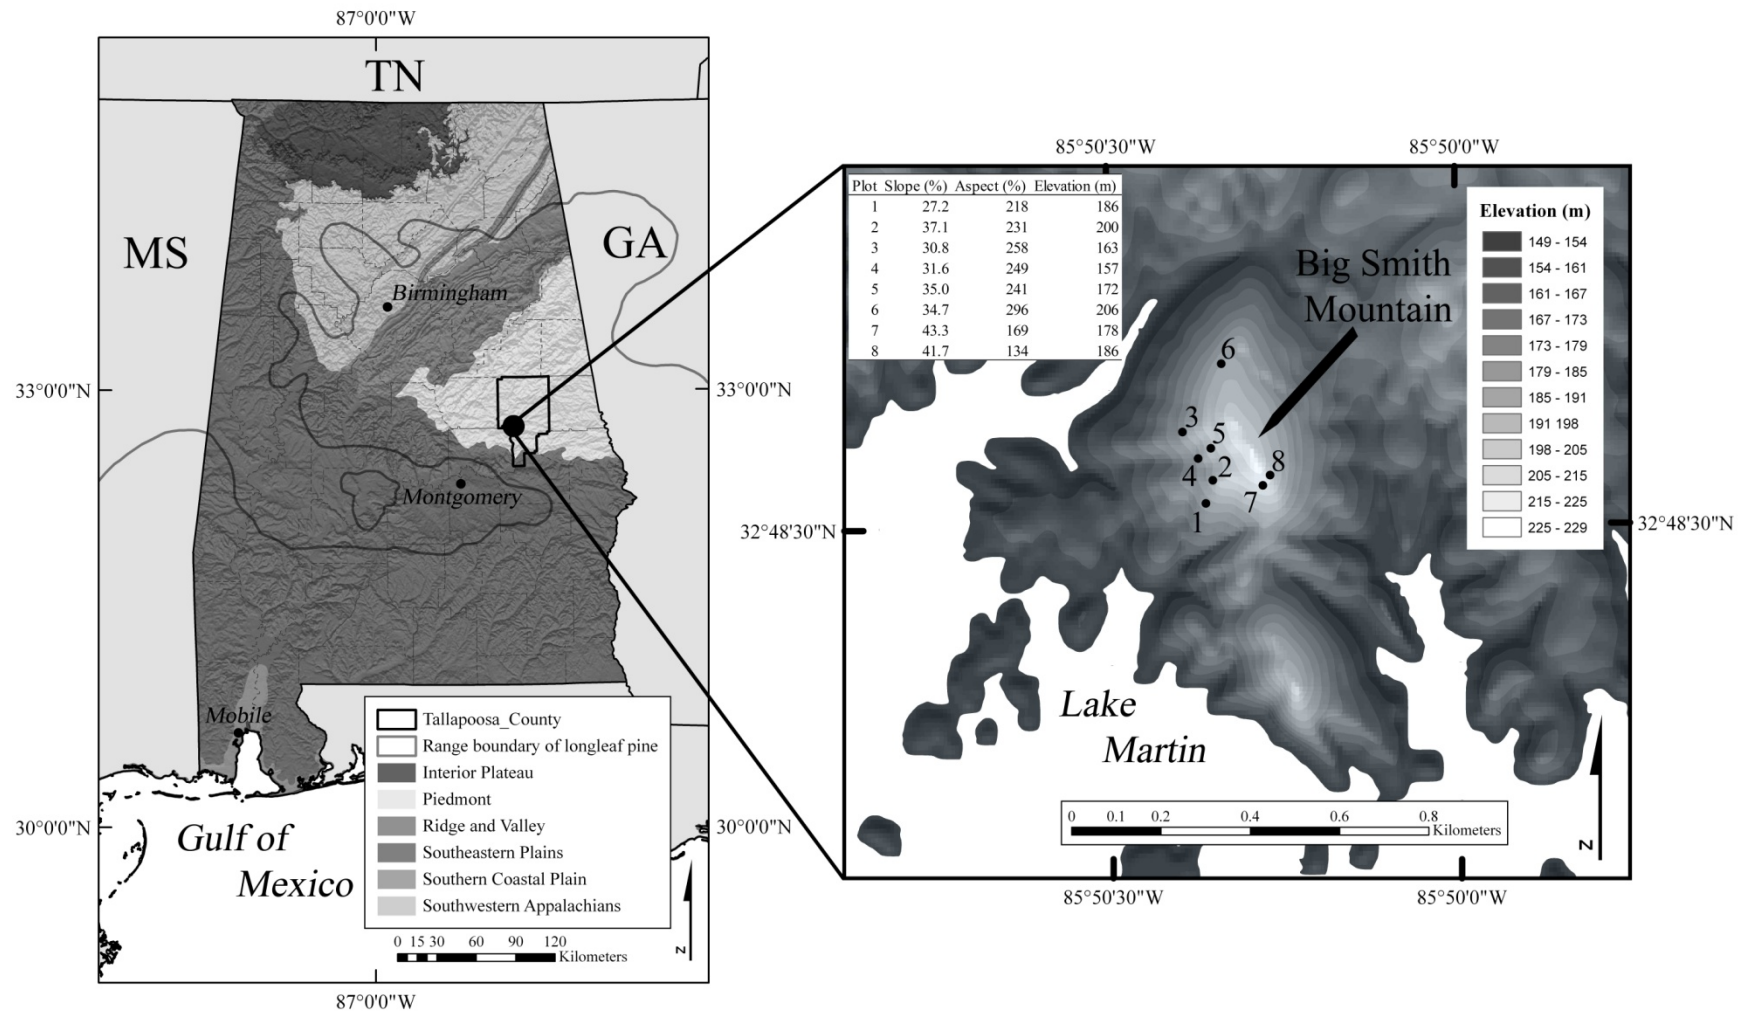 87°0'0"W
TN
MS
GA
Birmingham
33°0'0"N
33°0'0"N
Montgomery
Mobile
Tallapoosa_County
Range boundary of longleaf pine
Interior Plateau
Piedmont
Ridge and Valley
Southeastern Plains
Southern Coastal Plain
Southwestern Appalachians
0 15 30 60 90 120
Kilometers
N
30°0'0"N
30°0'0"N
Gulf of
Mexico
87°0'0"W
85°50'30"W
85°50'0"W
Plot Slope (%) Aspect (%) Elevation (m)
1 27.2 218 186
2 37.1 231 200
3 30.8 258 163
4 31.6 249 157
5 35.0 241 172
6 34.7 296 206
7 43.3 169 178
8 41.7 134 186
Elevation (m)
149 - 154
154 - 161
161 - 167
167 - 173
173 - 179
179 - 185
185 - 191
191 198
198 - 205
205 - 215
215 - 225
225 - 229
Big Smith
Mountain
6
3
5
4
2
8
7
1
32°48'30"N
32°48'30"N
Lake
Martin
0 0.1 0.2 0.4 0.6 0.8
Kilometers
N
85°50'30"W
85°50'0"W